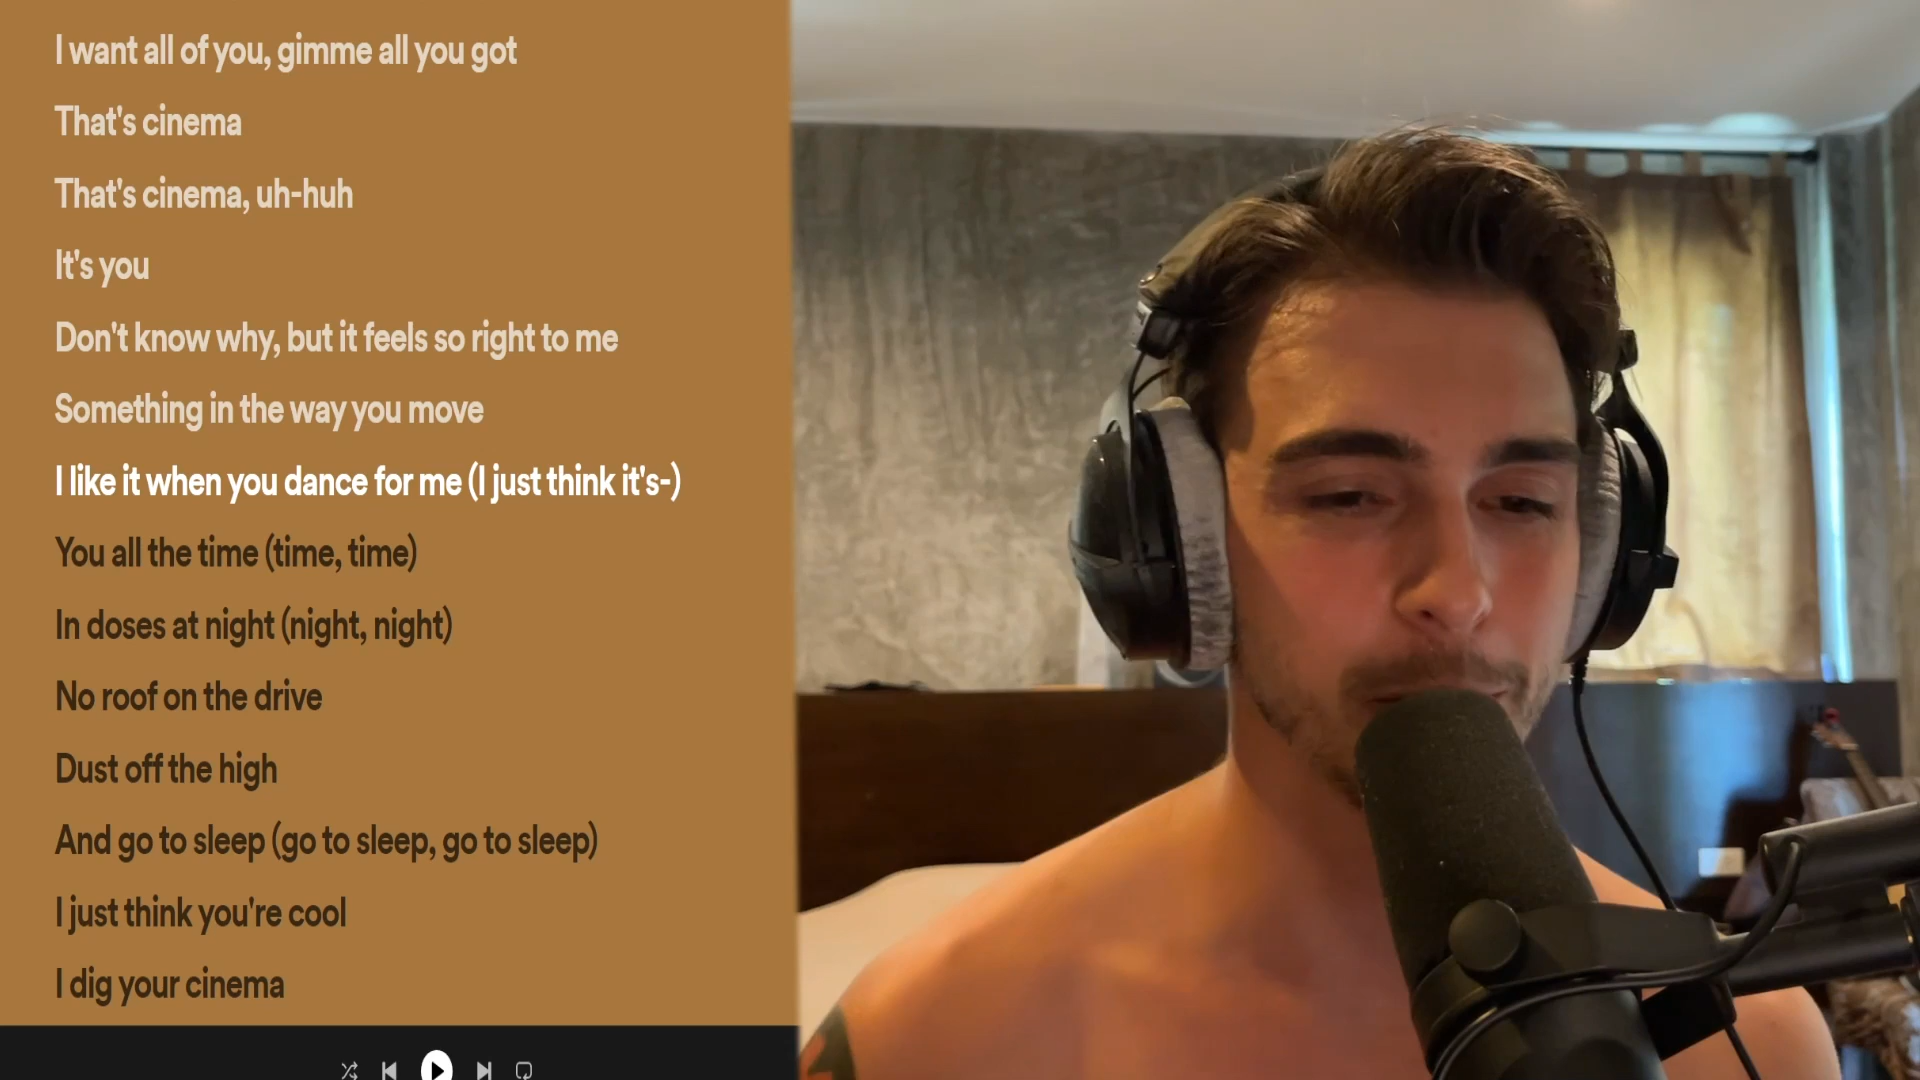 I want all of you, gimme all you got
That's cinema
That's cinema, uh-huh
It's you
Don't know why, but it feels so right to me
Something in the way you move
I like it when you dance for me (I just think it's-)
You all the time (time, time)
In doses at night (night, night)
No roof on the drive
Dust off the high
And go to sleep (go to sleep, go to sleep)
I just think you're cool
I dig your cinema